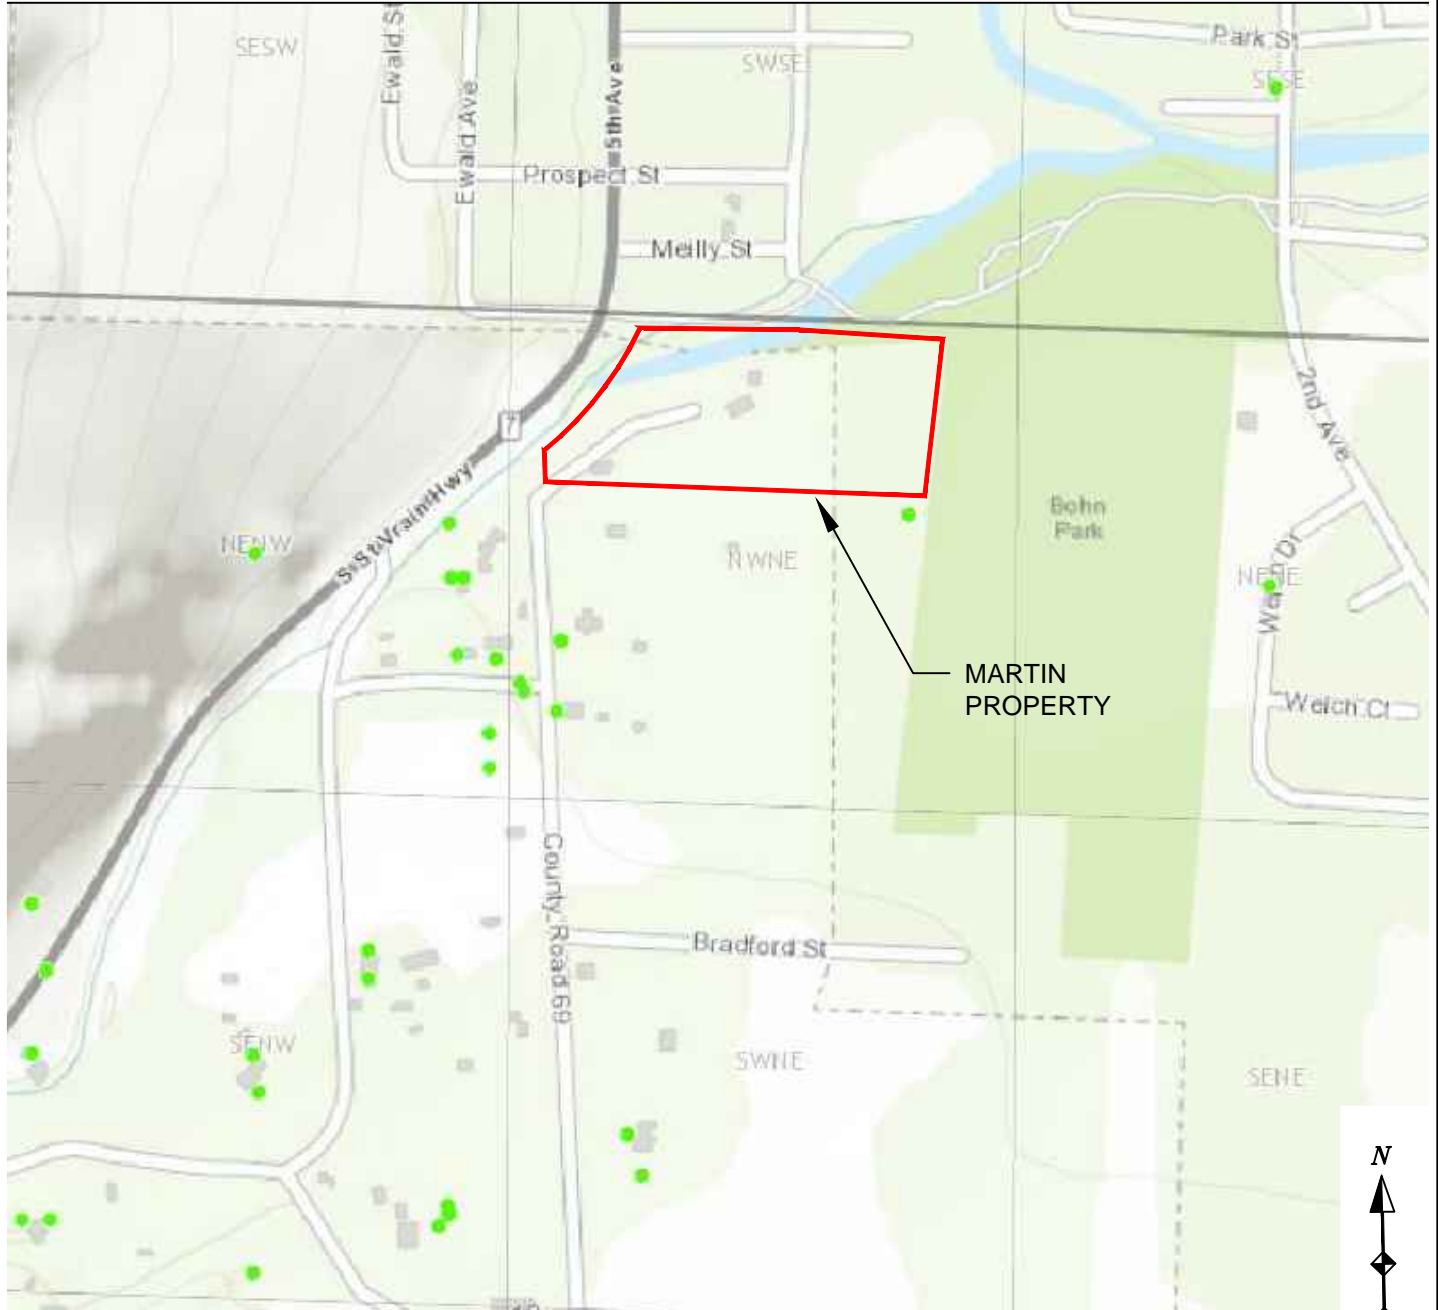 SESW
Ewald St
Ewald Ave
5th Ave
SWSE
Park St
SESE
Prospect St
Meilly St
7
S St Vrain Hwy
2nd Ave
NENW
NWNE
Bohn
Park
NENE
Welch Dr
MARTIN
PROPERTY
Welch Ct
County Road 69
Bradford St
SENW
SWNE
SENE
N